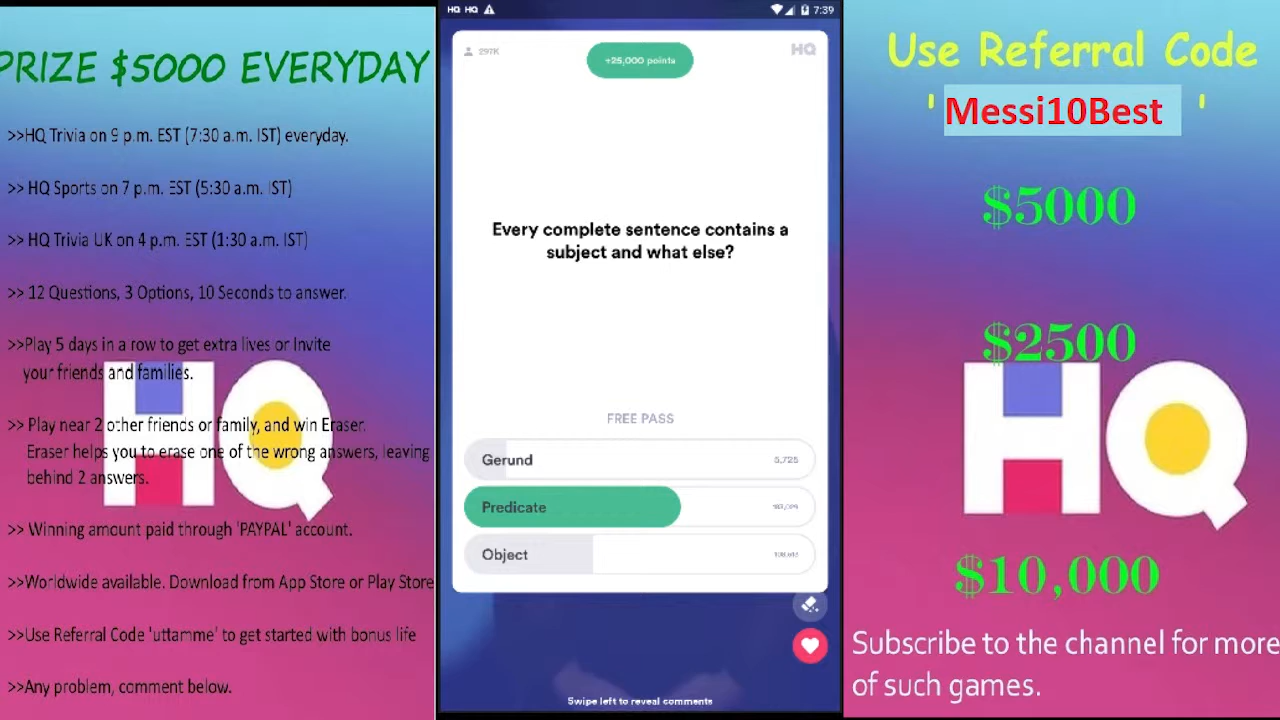 PRIZE $5000 EVERYDAY
>>HQ Trivia on 9 p.m. EST (7:30 a.m. IST) everyday.
>> HQ Sports on 7 p.m. EST (5:30 a.m. IST)
>> HQ Trivia UK on 4 p.m. EST (1:30 a.m. IST)
>> 12 Questions, 3 Options, 10 Seconds to answer.
>>Play 5 days in a row to get extra lives or Invite
your friends and families.
>> Play near 2 other friends or family, and win Eraser.
Eraser helps you to erase one of the wrong answers, leaving
behind 2 answers.
>> Winning amount paid through 'PAYPAL' account.
>>Worldwide available. Download from App Store or Play Store
>>Use Referral Code 'uttamme' to get started with bonus life
>>Any problem, comment below.
HQ
HQ HQ 7:39
297K
+25,000 points
HQ
Every complete sentence contains a
subject and what else?
FREE PASS
Gerund 5,725
Predicate
Object
Swipe left to reveal comments
Use Referral Code
' Messi10Best '
$5000
$2500
HQ
$10,000
Subscribe to the channel for more
of such games.